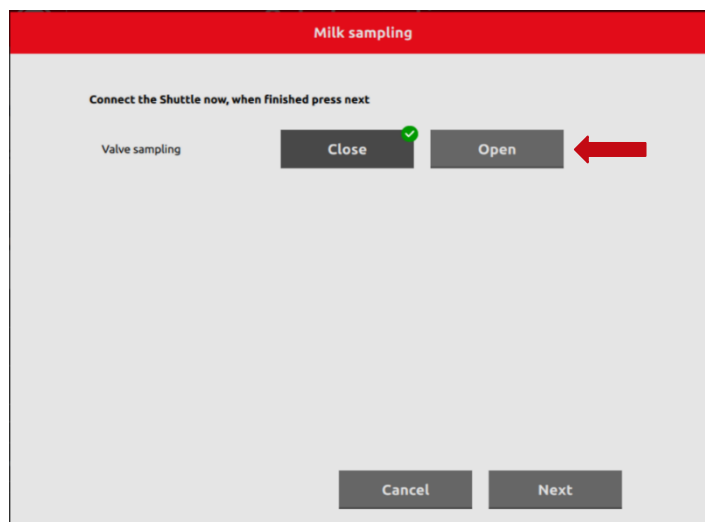 Milk sampling
Connect the Shuttle now, when finished press next
Valve sampling Close Open
Cancel Next